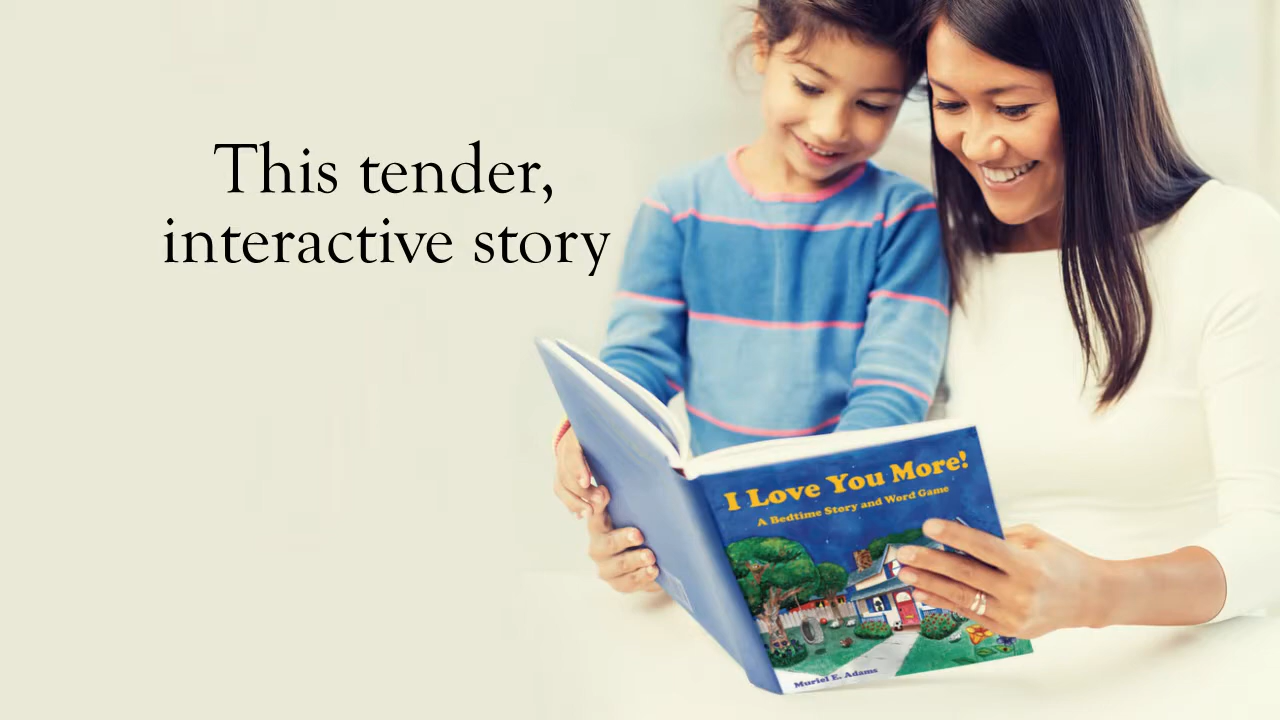 This tender,
interactive story
I Love You More!
A Bedtime Story and Word Game
Muriel E. Adams